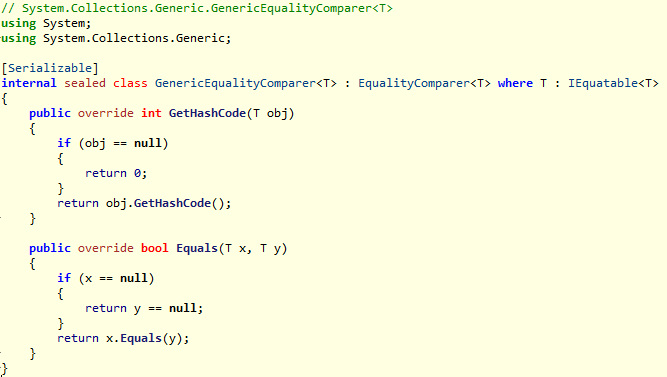 // System.Collections.Generic.GenericEqualityComparer<T>
using System;
using System.Collections.Generic;

[Serializable]
internal sealed class GenericEqualityComparer<T> : EqualityComparer<T> where T : IEquatable<T>
{
    public override int GetHashCode(T obj)
    {
        if (obj == null)
        {
            return 0;
        }
        return obj.GetHashCode();
    }

    public override bool Equals(T x, T y)
    {
        if (x == null)
        {
            return y == null;
        }
        return x.Equals(y);
    }
}